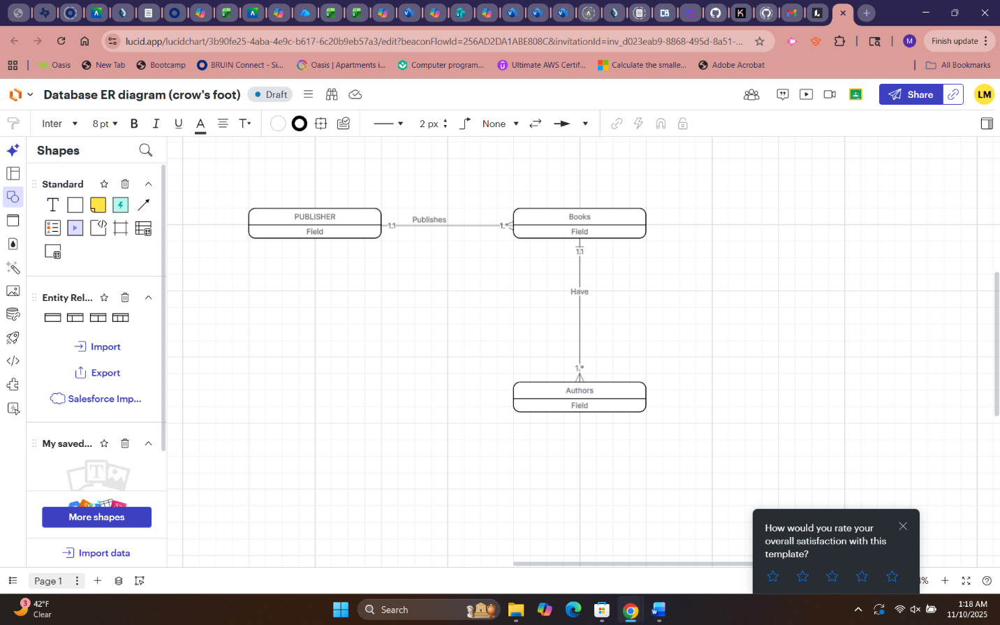 lucid.app/lucidchart/3b90fe25-4aba-4e9c-b617-6c20b9eb57a3/edit?beaconFlowId=256AD2DA1ABE808C&invitationId=inv_d023eab9-8868-495d-8a51-...
M
Finish update
Oasis
New Tab
Bootcamp
BRUIN Connect - Si...
Oasis | Apartments i...
Computer program...
Ultimate AWS Certif...
Calculate the smalle...
Adobe Acrobat
All Bookmarks
Database ER diagram (crow's foot)
Draft
Share
LM
Inter
8 pt
B
I
U
A
T
2 px
None
Shapes
Standard
T
Entity Rel...
Import
Export
Salesforce Imp...
My saved...
More shapes
Import data
PUBLISHER
Field
1.1
Publishes
1.*
Books
Field
1.1
Have
1.*
Authors
Field
How would you rate your
overall satisfaction with this
template?
Page 1
%
3
42°F
Clear
Search
1:18 AM
11/10/2025